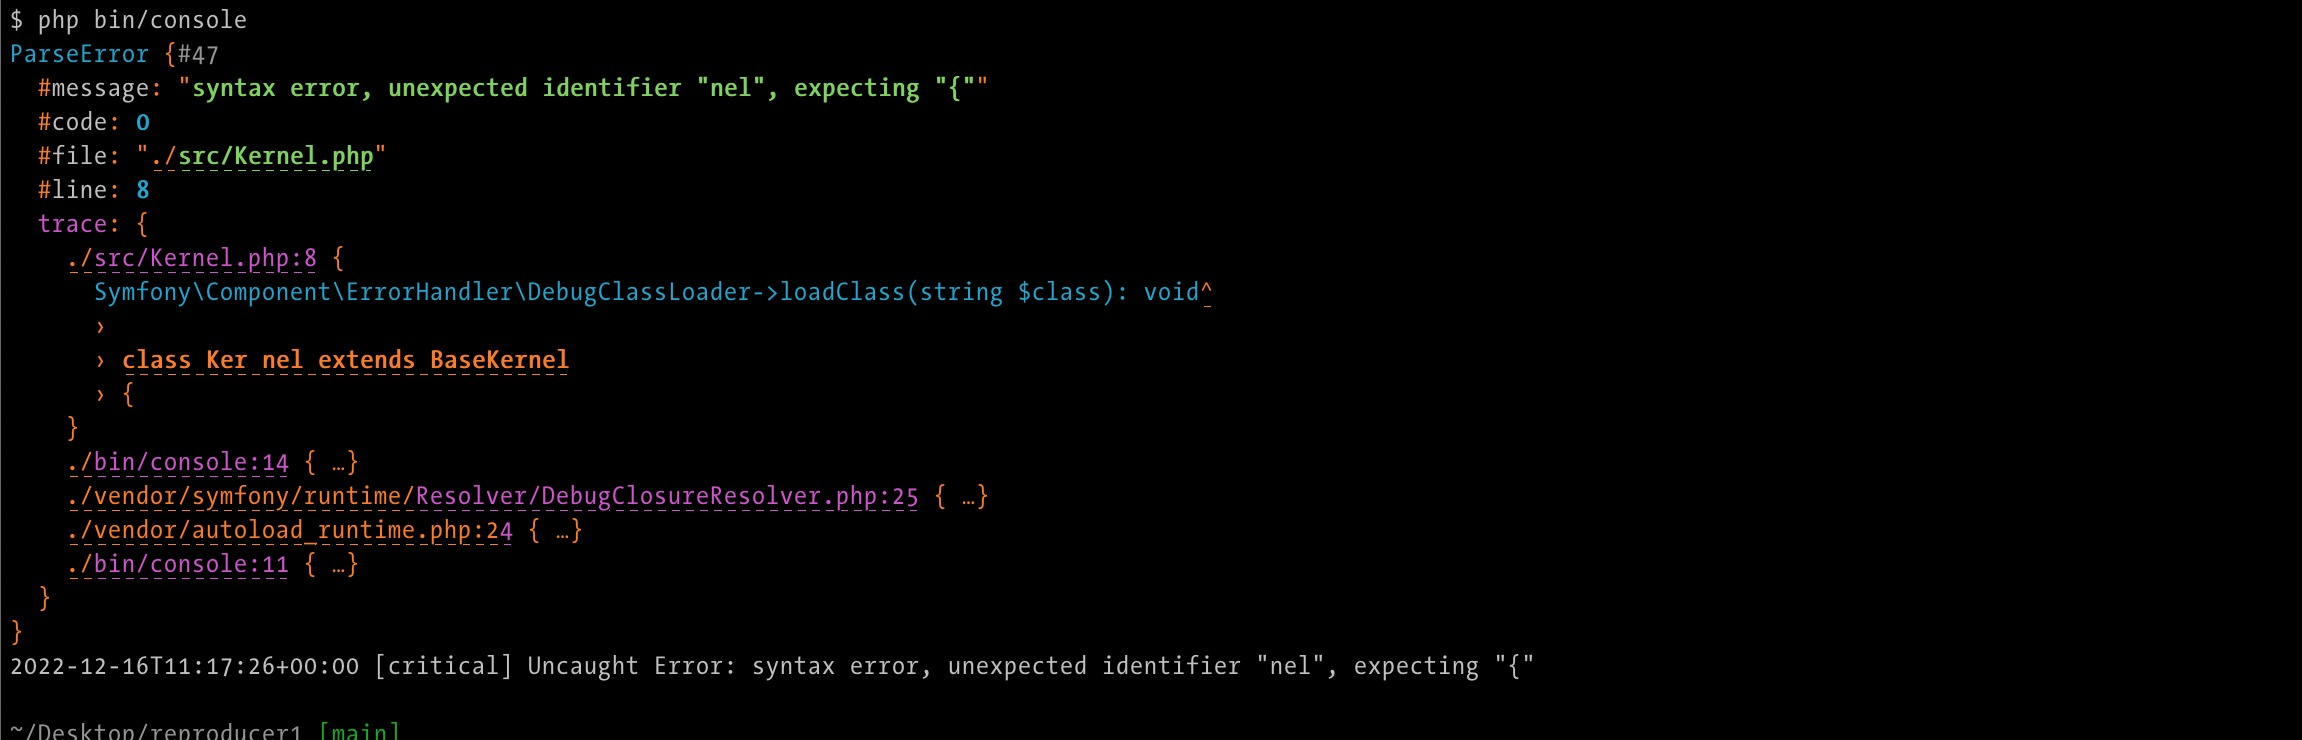 $ php bin/console
ParseError {#47
  #message: "syntax error, unexpected identifier "nel", expecting "{""
  #code: 0
  #file: "./src/Kernel.php"
  #line: 8
  trace: {
    ./src/Kernel.php:8 {
      Symfony\Component\ErrorHandler\DebugClassLoader->loadClass(string $class): void^
      ›
      › class Ker nel extends BaseKernel
      › {
    }
    ./bin/console:14 { …}
    ./vendor/symfony/runtime/Resolver/DebugClosureResolver.php:25 { …}
    ./vendor/autoload_runtime.php:24 { …}
    ./bin/console:11 { …}
  }
}
2022-12-16T11:17:26+00:00 [critical] Uncaught Error: syntax error, unexpected identifier "nel", expecting "{"
~/Desktop/reproducer1 [main]